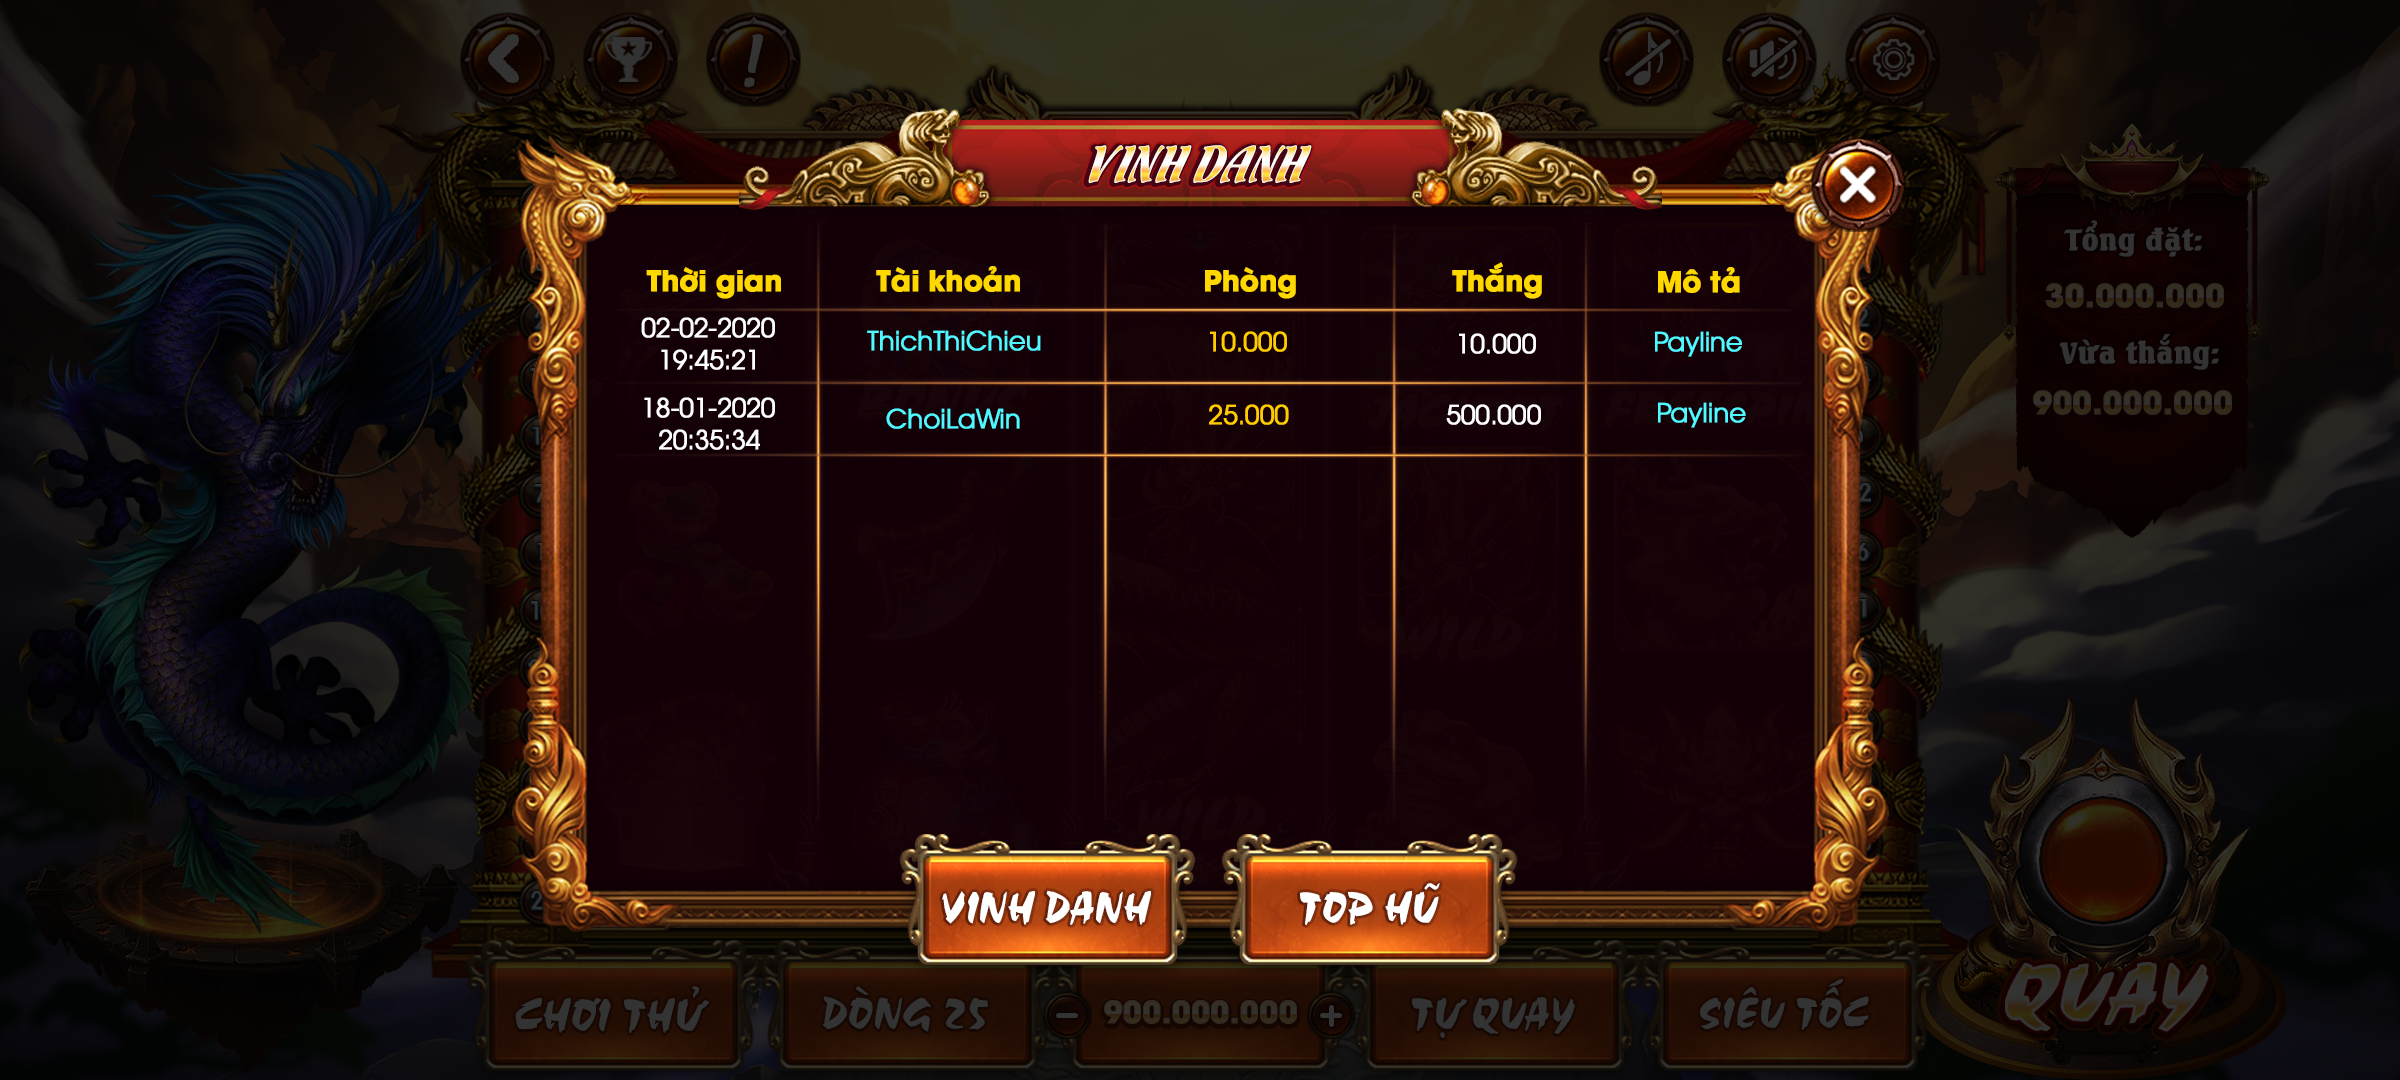 VINH DANH
Thời gian Tài khoản Phòng Thắng Mô tả
02-02-2020
19:45:21
ThichThiChieu 10.000 10.000 Payline
18-01-2020
20:35:34
ChoiLaWin 25.000 500.000 Payline
Tổng đặt:
30.000.000
Vừa thắng:
900.000.000
WILD
WILD
VINH DANH TOP HŨ
CHƠI THỬ DÒNG 25 - 900.000.000 + TỰ QUAY SIÊU TỐC
QUAY